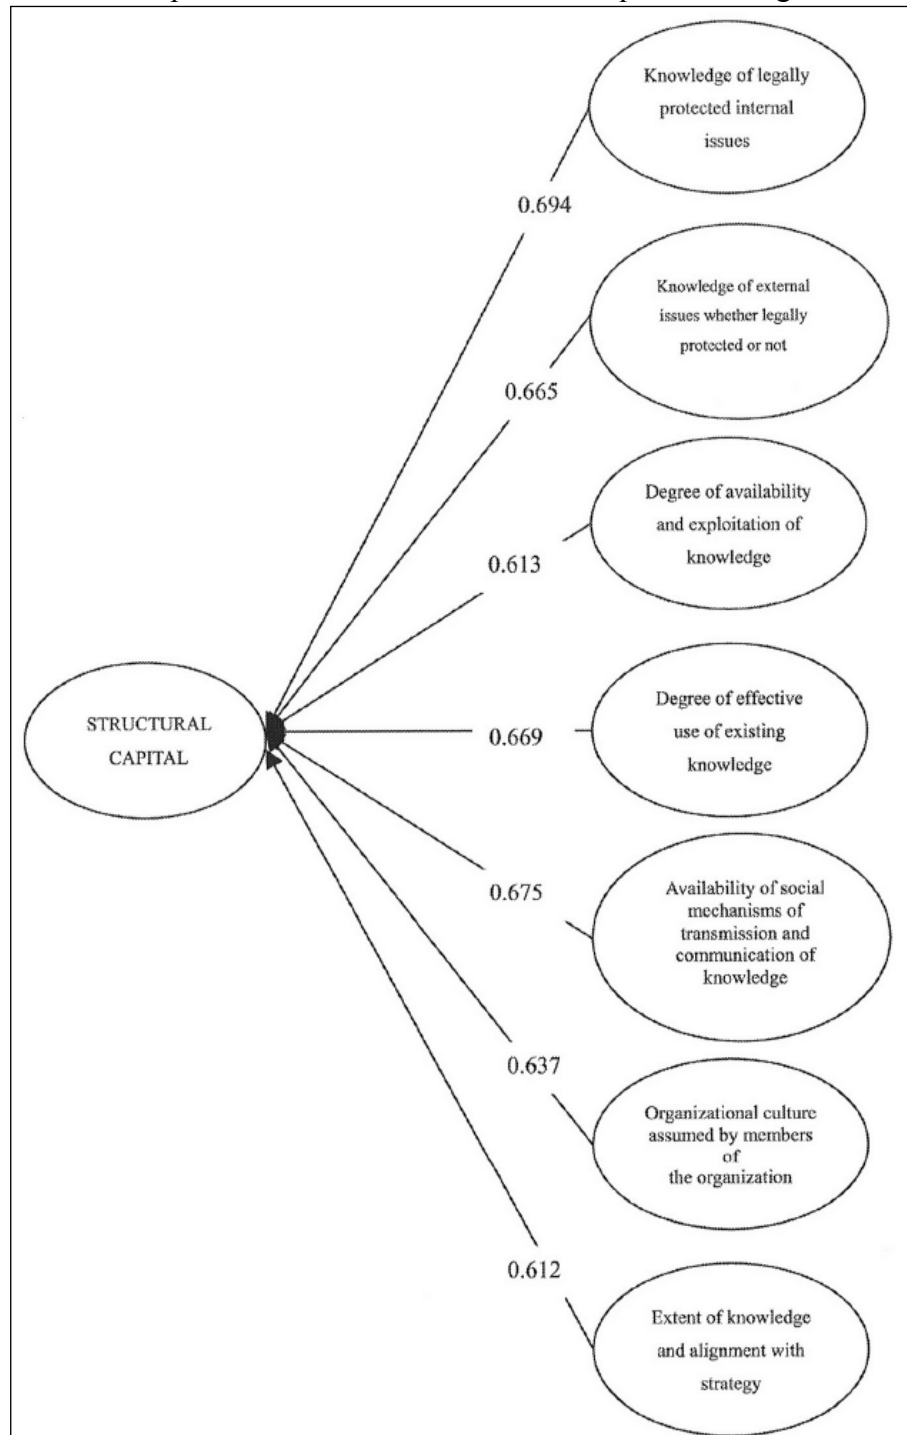 Knowledge of legally
protected internal
issues
0.694
Knowledge of external
issues whether legally
protected or not
0.665
Degree of availability
and exploitation of
knowledge
0.613
STRUCTURAL
CAPITAL
Degree of effective
use of existing
knowledge
0.669
Availability of social
mechanisms of
transmission and
communication of
knowledge
0.675
Organizational culture
assumed by members
of
the organization
0.637
Extent of knowledge
and alignment with
strategy
0.612